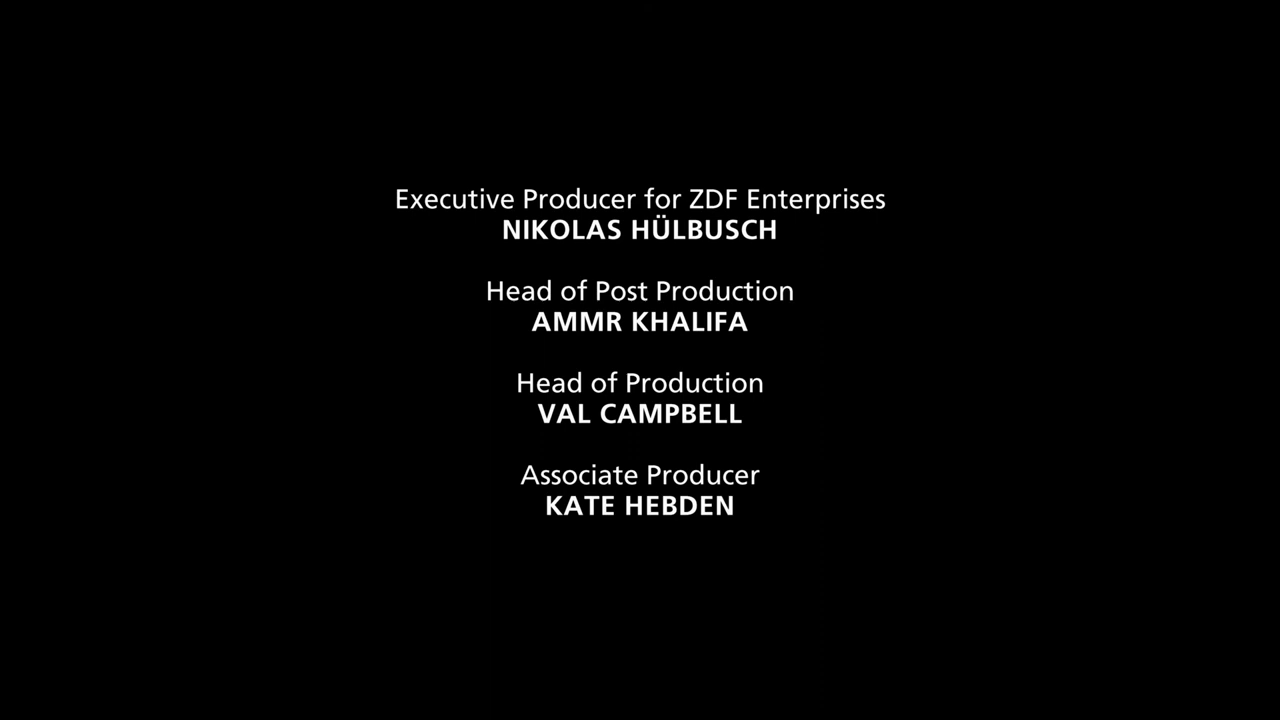 Executive Producer for ZDF Enterprises
NIKOLAS HÜLBUSCH
Head of Post Production
AMMR KHALIFA
Head of Production
VAL CAMPBELL
Associate Producer
KATE HEBDEN